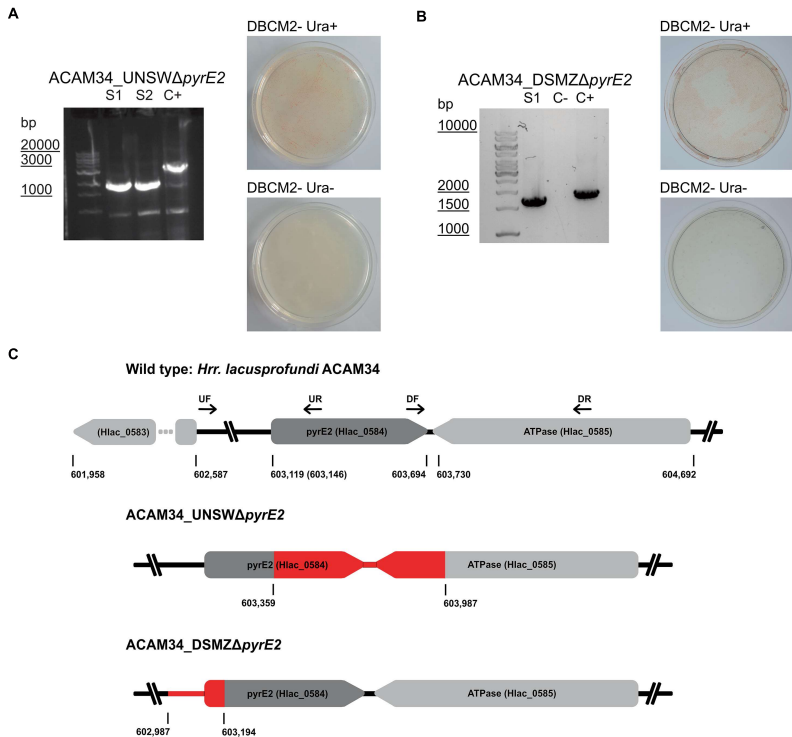 A
DBCM2- Ura+
ACAM34_UNSWΔpyrE2
S1 S2 C+
bp
20000
3000
1000
DBCM2- Ura-
B
DBCM2- Ura+
ACAM34_DSMZΔpyrE2
S1 C- C+
bp
10000
2000
1500
1000
DBCM2- Ura-
C
Wild type: Hrr. lacusprofundi ACAM34
UF UR DF DR
(Hlac_0583) pyrE2 (Hlac_0584) ATPase (Hlac_0585)
601,958 602,587 603,119 (603,146) 603,694 603,730 604,692
ACAM34_UNSWΔpyrE2
pyrE2 (Hlac_0584) ATPase (Hlac_0585)
603,359 603,987
ACAM34_DSMZΔpyrE2
pyrE2 (Hlac_0584) ATPase (Hlac_0585)
602,987 603,194